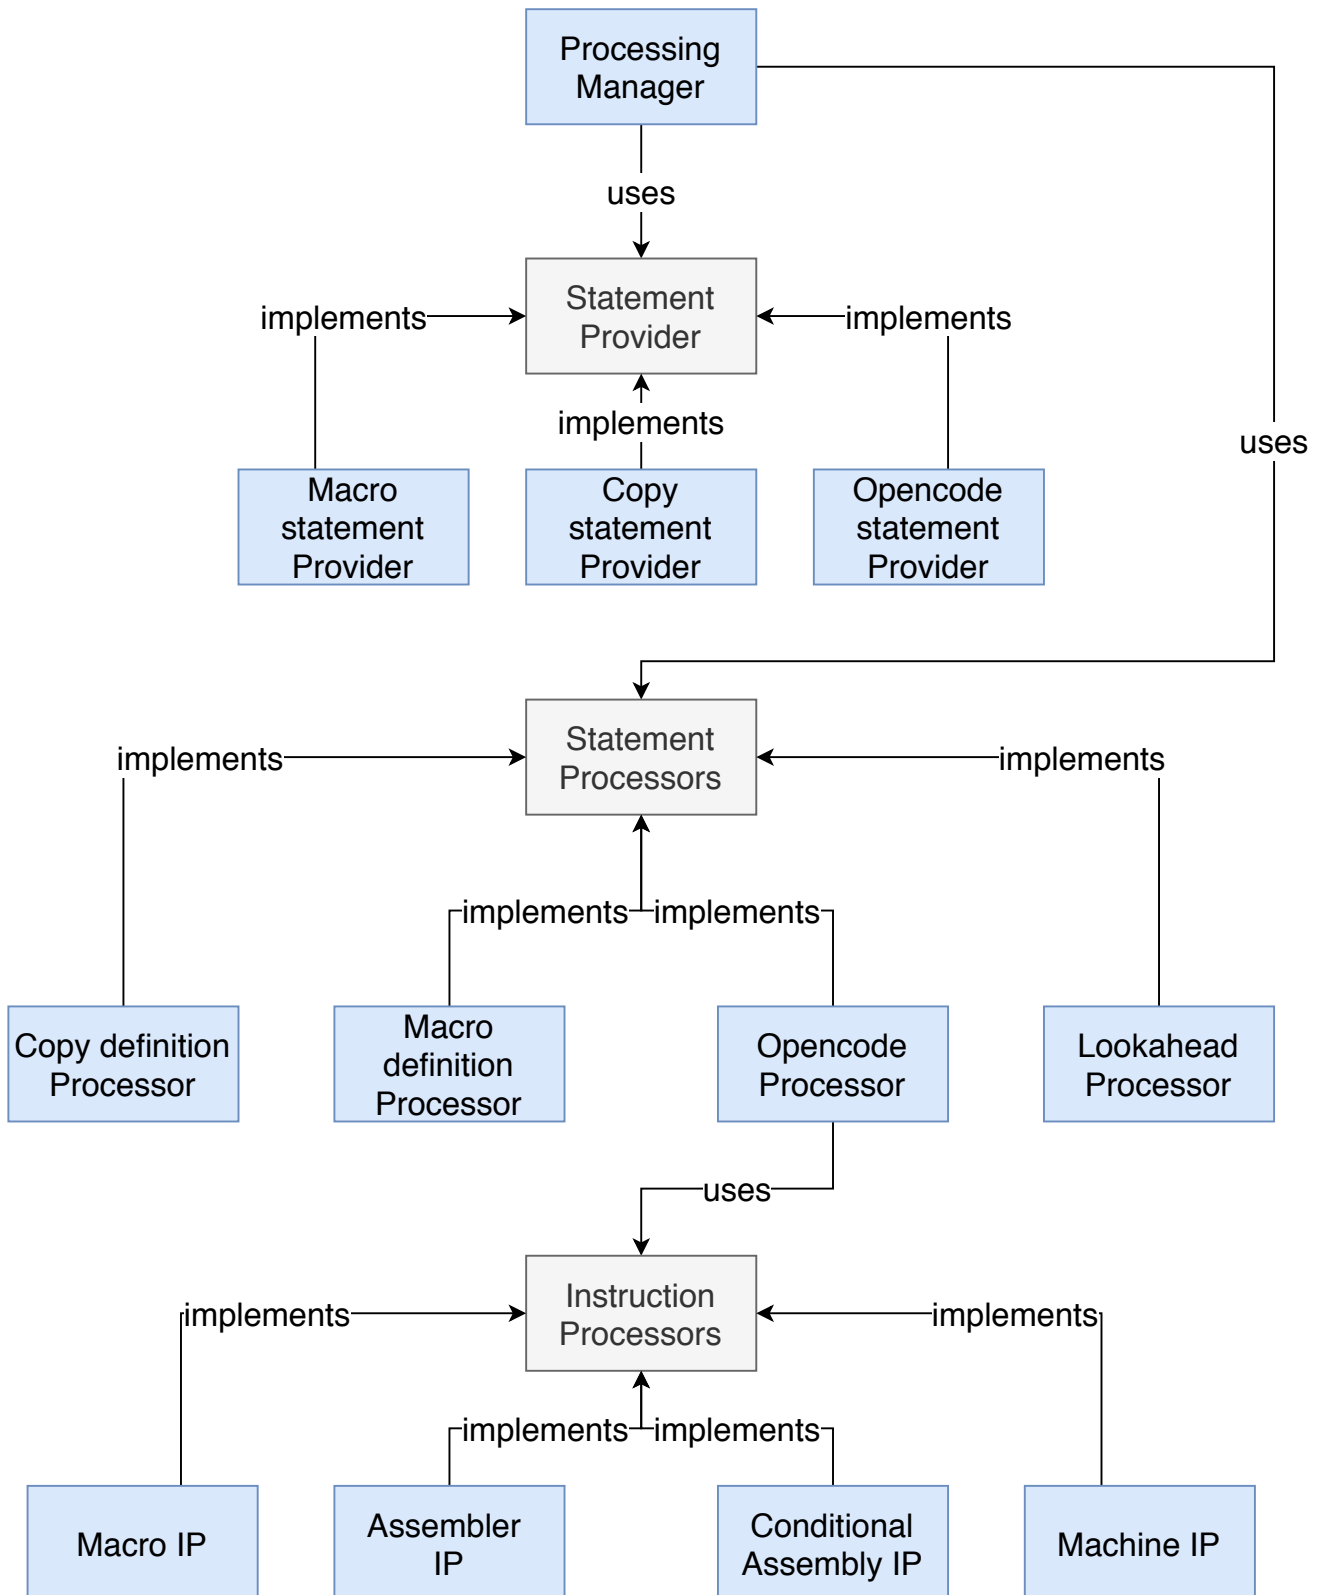 Processing
Manager
uses
Statement
Provider
implements
implements
implements
uses
Macro
statement
Provider
Copy
statement
Provider
Opencode
statement
Provider
Statement
Processors
implements
implements
implements
implements
Copy definition
Processor
Macro
definition
Processor
Opencode
Processor
Lookahead
Processor
uses
Instruction
Processors
implements
implements
implements
implements
Macro IP
Assembler
IP
Conditional
Assembly IP
Machine IP